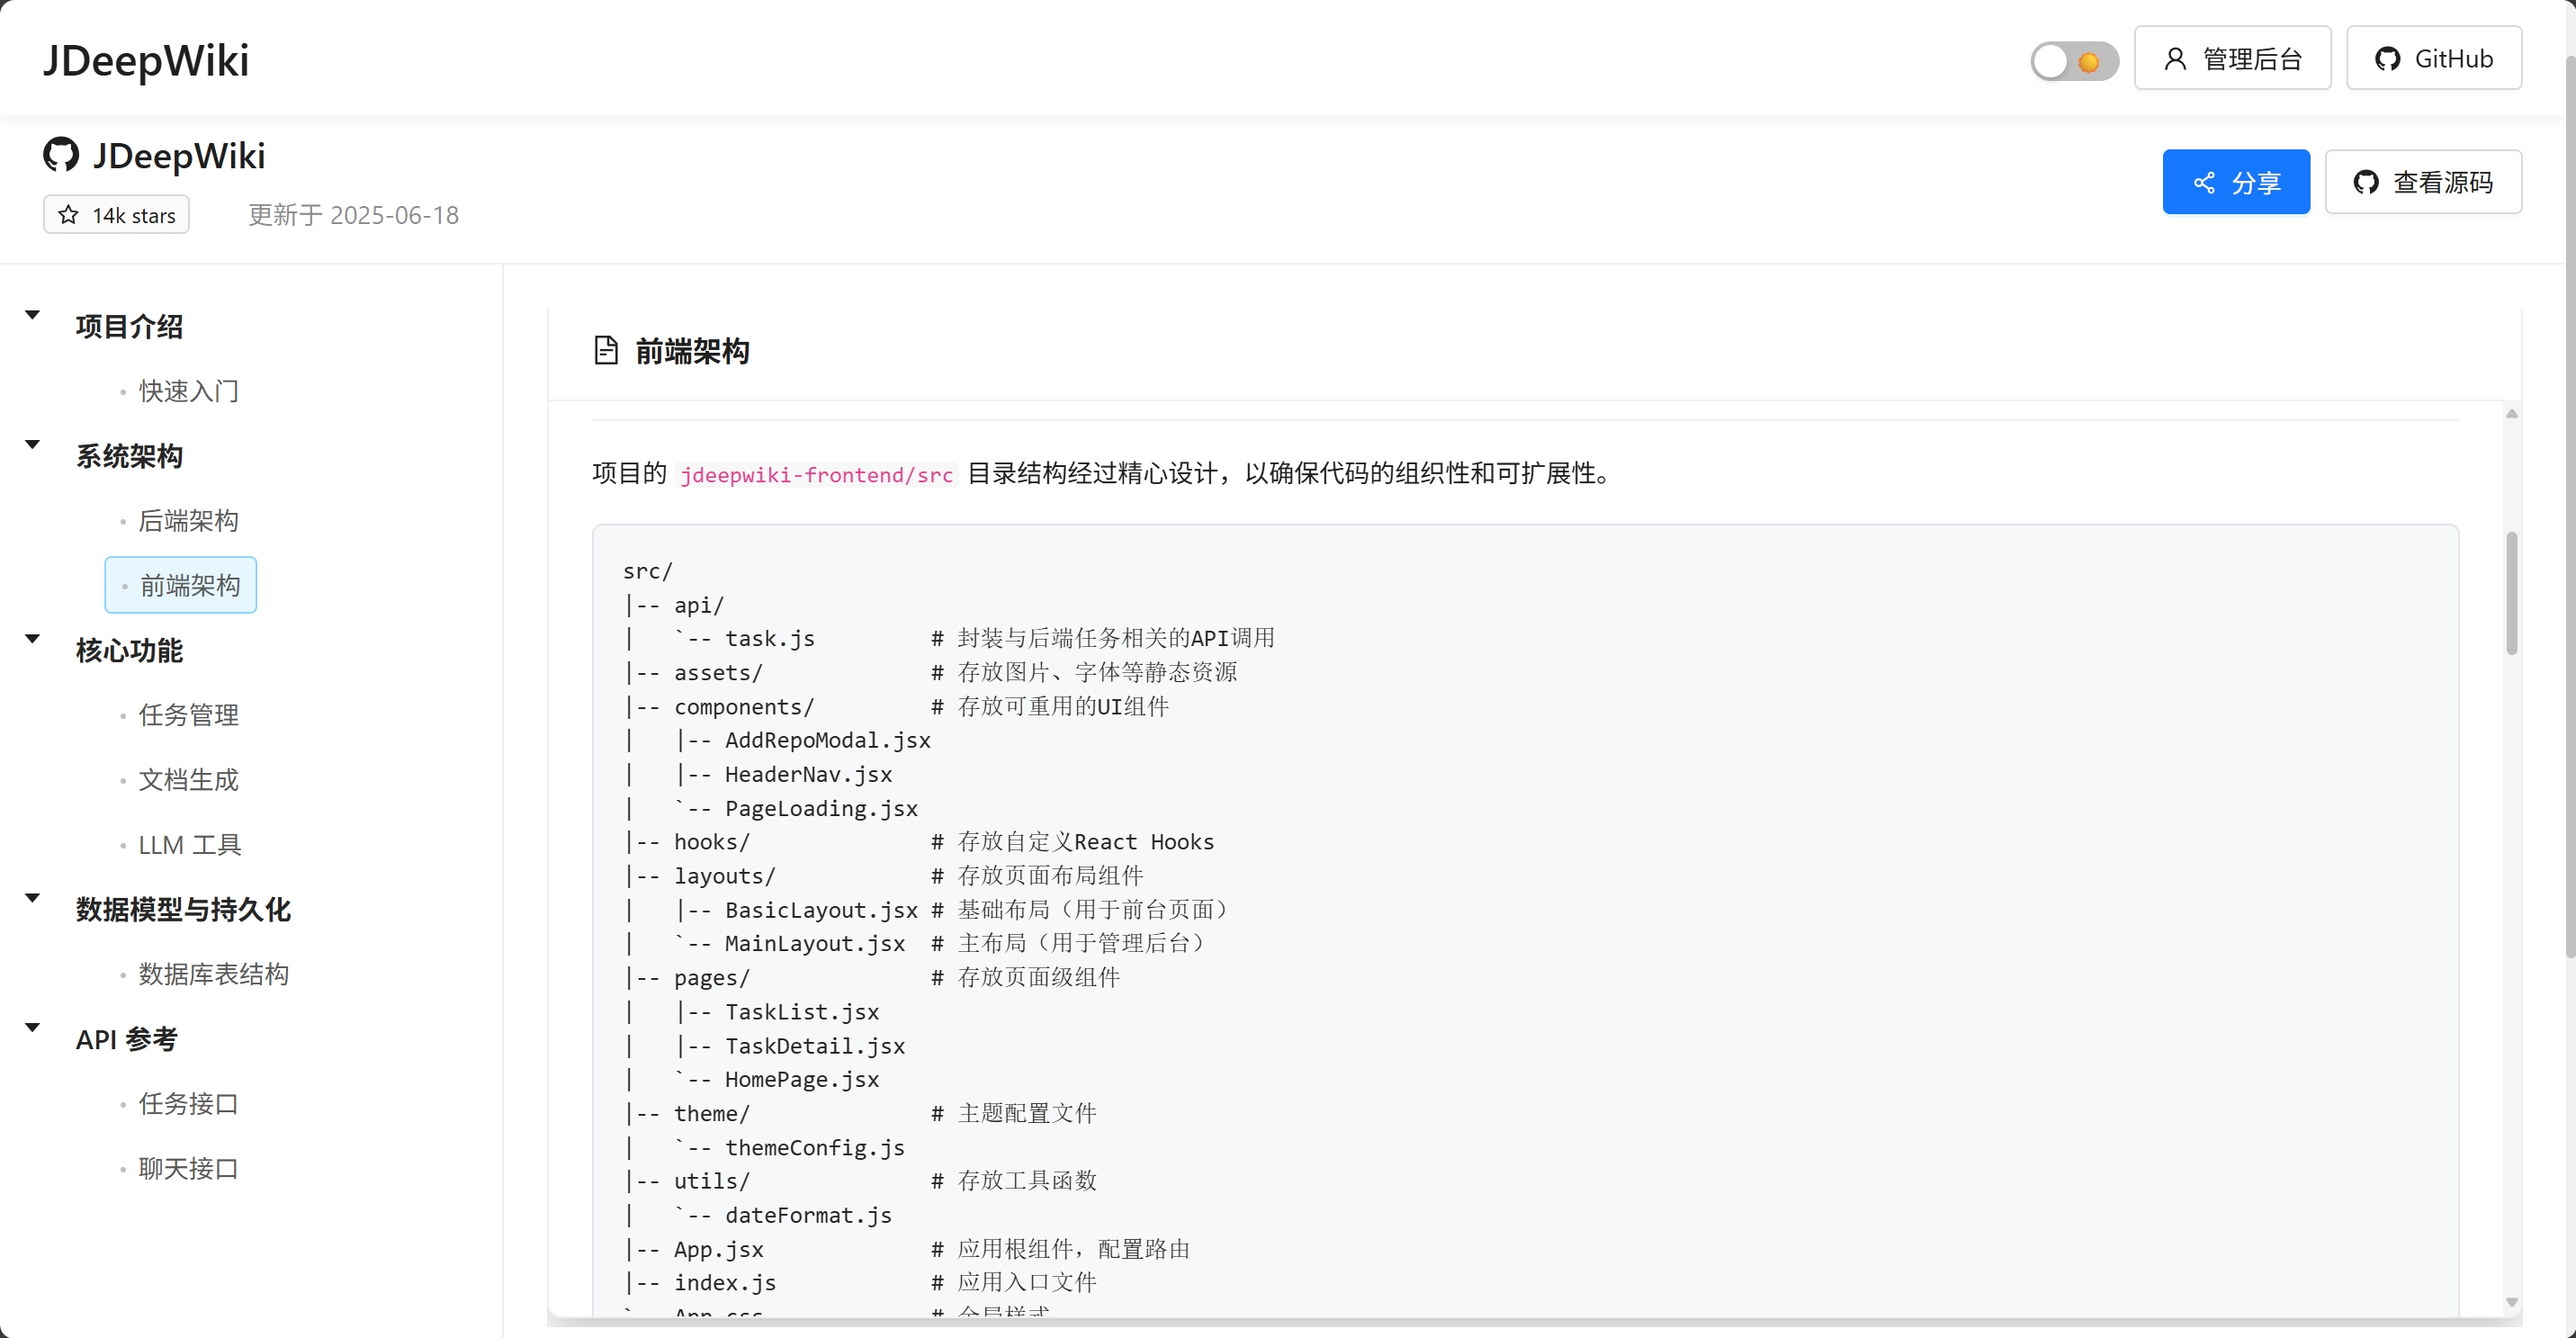 JDeepWiki
管理后台
GitHub
JDeepWiki
14k stars
更新于 2025-06-18
分享
查看源码
项目介绍
快速入门
系统架构
后端架构
前端架构
核心功能
任务管理
文档生成
LLM 工具
数据模型与持久化
数据库表结构
API 参考
任务接口
聊天接口
前端架构
项目的 jdeepwiki-frontend/src 目录结构经过精心设计，以确保代码的组织性和可扩展性。
src/
|-- api/
|   `-- task.js         # 封装与后端任务相关的API调用
|-- assets/             # 存放图片、字体等静态资源
|-- components/         # 存放可重用的UI组件
|   |-- AddRepoModal.jsx
|   |-- HeaderNav.jsx
|   `-- PageLoading.jsx
|-- hooks/              # 存放自定义React Hooks
|-- layouts/            # 存放页面布局组件
|   |-- BasicLayout.jsx # 基础布局（用于前台页面）
|   `-- MainLayout.jsx  # 主布局（用于管理后台）
|-- pages/              # 存放页面级组件
|   |-- TaskList.jsx
|   |-- TaskDetail.jsx
|   `-- HomePage.jsx
|-- theme/              # 主题配置文件
|   `-- themeConfig.js
|-- utils/              # 存放工具函数
|   `-- dateFormat.js
|-- App.jsx             # 应用根组件，配置路由
|-- index.js            # 应用入口文件
`-- App.css             # 全局样式